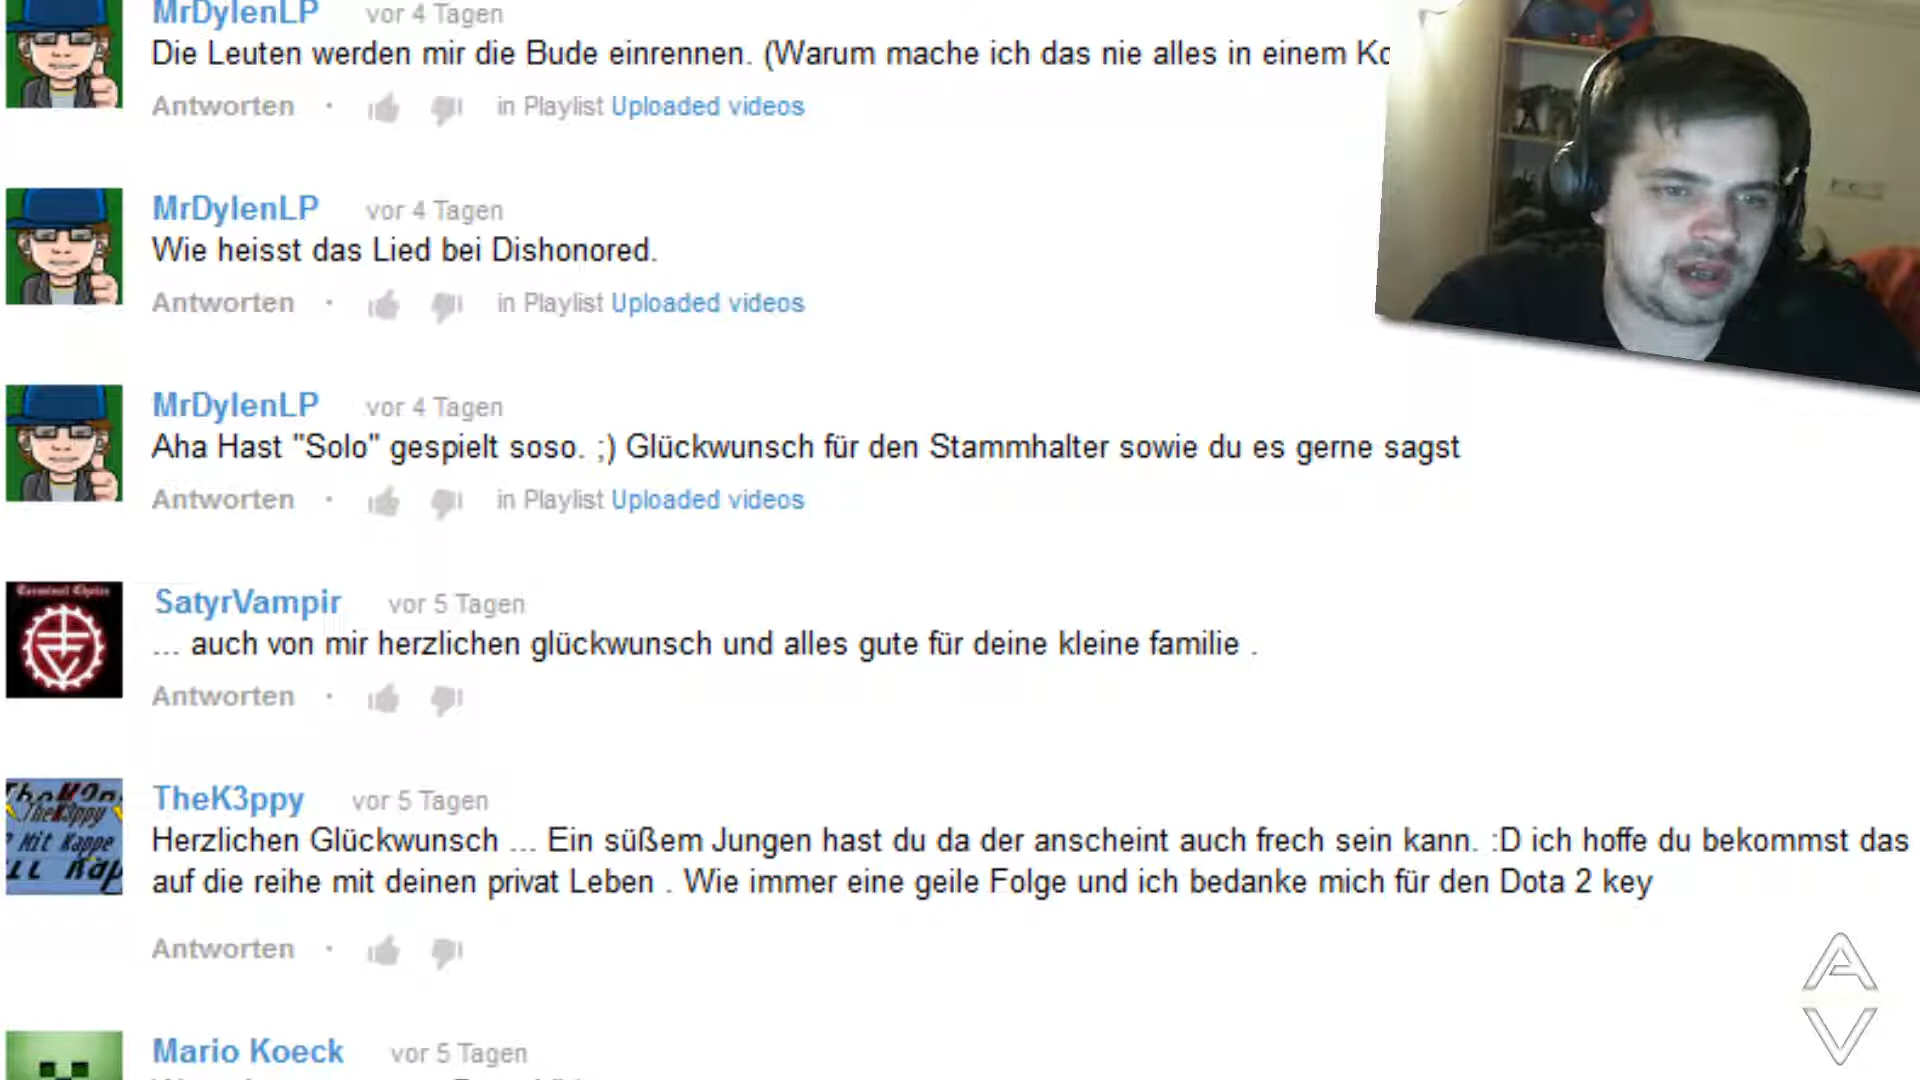 MrDylenLP vor 4 Tagen
Die Leuten werden mir die Bude einrennen. (Warum mache ich das nie alles in einem Ko
Antworten · in Playlist Uploaded videos
MrDylenLP vor 4 Tagen
Wie heisst das Lied bei Dishonored.
Antworten · in Playlist Uploaded videos
MrDylenLP vor 4 Tagen
Aha Hast "Solo" gespielt soso. ;) Glückwunsch für den Stammhalter sowie du es gerne sagst
Antworten · in Playlist Uploaded videos
Terminal Choice
SatyrVampir vor 5 Tagen
... auch von mir herzlichen glückwunsch und alles gute für deine kleine familie .
Antworten ·
TheK3ppy
Mit Kappe
TheK3ppy vor 5 Tagen
Herzlichen Glückwunsch ... Ein süßem Jungen hast du da der anscheint auch frech sein kann. :D ich hoffe du bekommst das
auf die reihe mit deinen privat Leben . Wie immer eine geile Folge und ich bedanke mich für den Dota 2 key
Antworten ·
Mario Koeck vor 5 Tagen